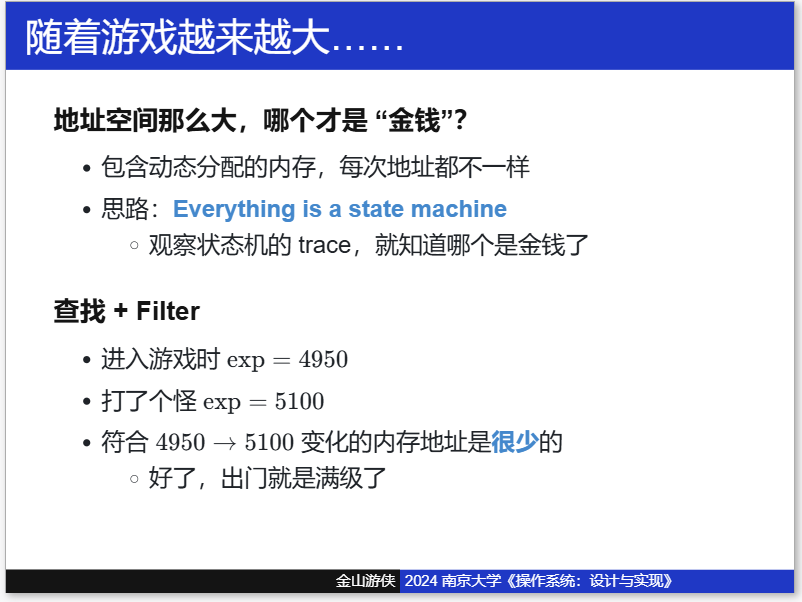 随着游戏越来越大……
地址空间那么大，哪个才是 “金钱”？
• 包含动态分配的内存，每次地址都不一样
• 思路：Everything is a state machine
◦ 观察状态机的 trace，就知道哪个是金钱了
查找 + Filter
• 进入游戏时 exp = 4950
• 打了个怪 exp = 5100
• 符合 4950 → 5100 变化的内存地址是很少的
◦ 好了，出门就是满级了
金山游侠 2024 南京大学《操作系统：设计与实现》